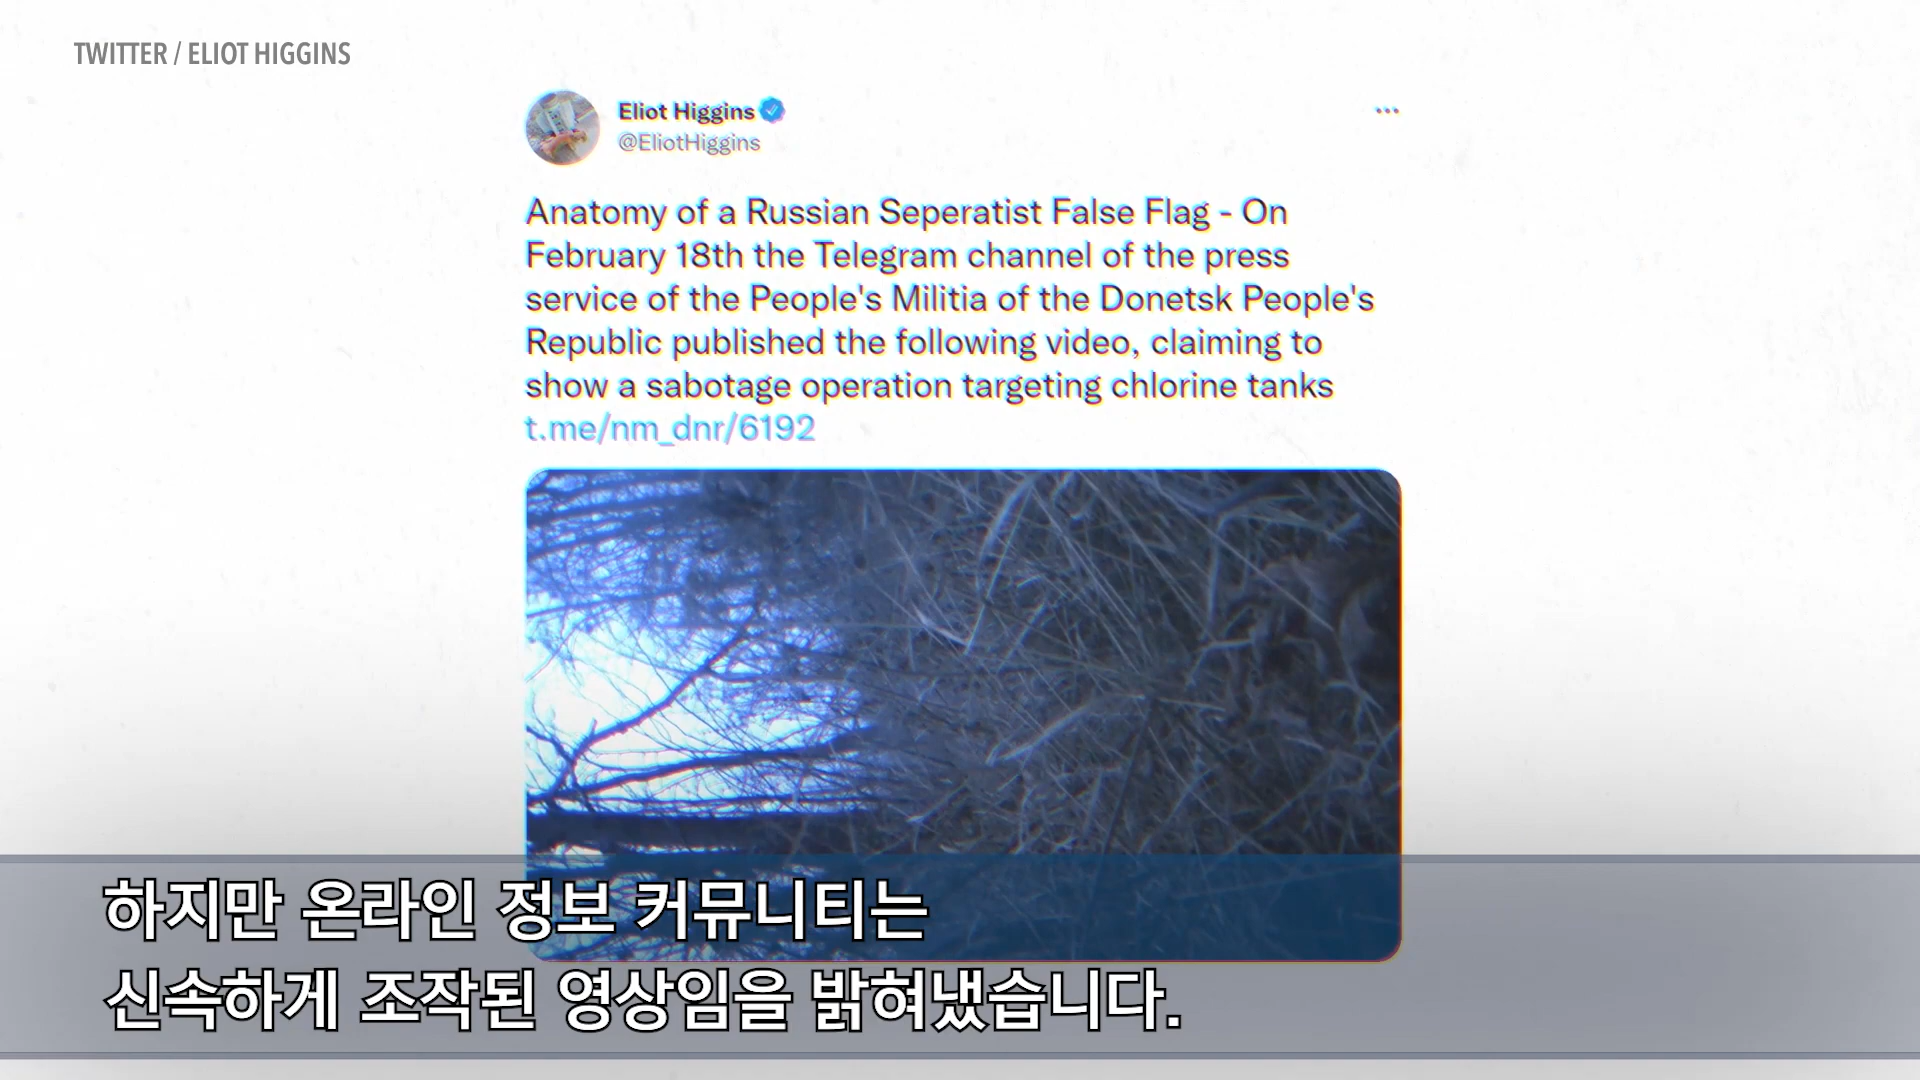 TWITTER / ELIOT HIGGINS
Eliot Higgins
@EliotHiggins
Anatomy of a Russian Seperatist False Flag - On
February 18th the Telegram channel of the press
service of the People's Militia of the Donetsk People's
Republic published the following video, claiming to
show a sabotage operation targeting chlorine tanks
t.me/nm_dnr/6192
하지만 온라인 정보 커뮤니티는
신속하게 조작된 영상임을 밝혀냈습니다.